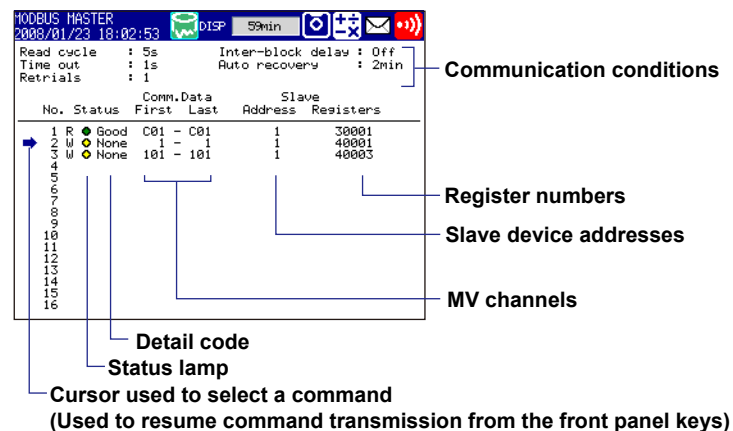 MODBUS MASTER
2008/01/23 18:02:53 DISP 59min
Read cycle : 5s Inter-block delay : Off
Time out : 1s Auto recovery : 2min
Retrials : 1
Communication conditions
Comm.Data Slave
No. Status First Last Address Registers
1 R Good C01 - C01 1 30001
2 W None 1 - 1 1 40001
3 W None 101 - 101 1 40003
4
5
6
7
8
9
10
11
12
13
14
15
16
Register numbers
Slave device addresses
MV channels
Detail code
Status lamp
Cursor used to select a command
(Used to resume command transmission from the front panel keys)